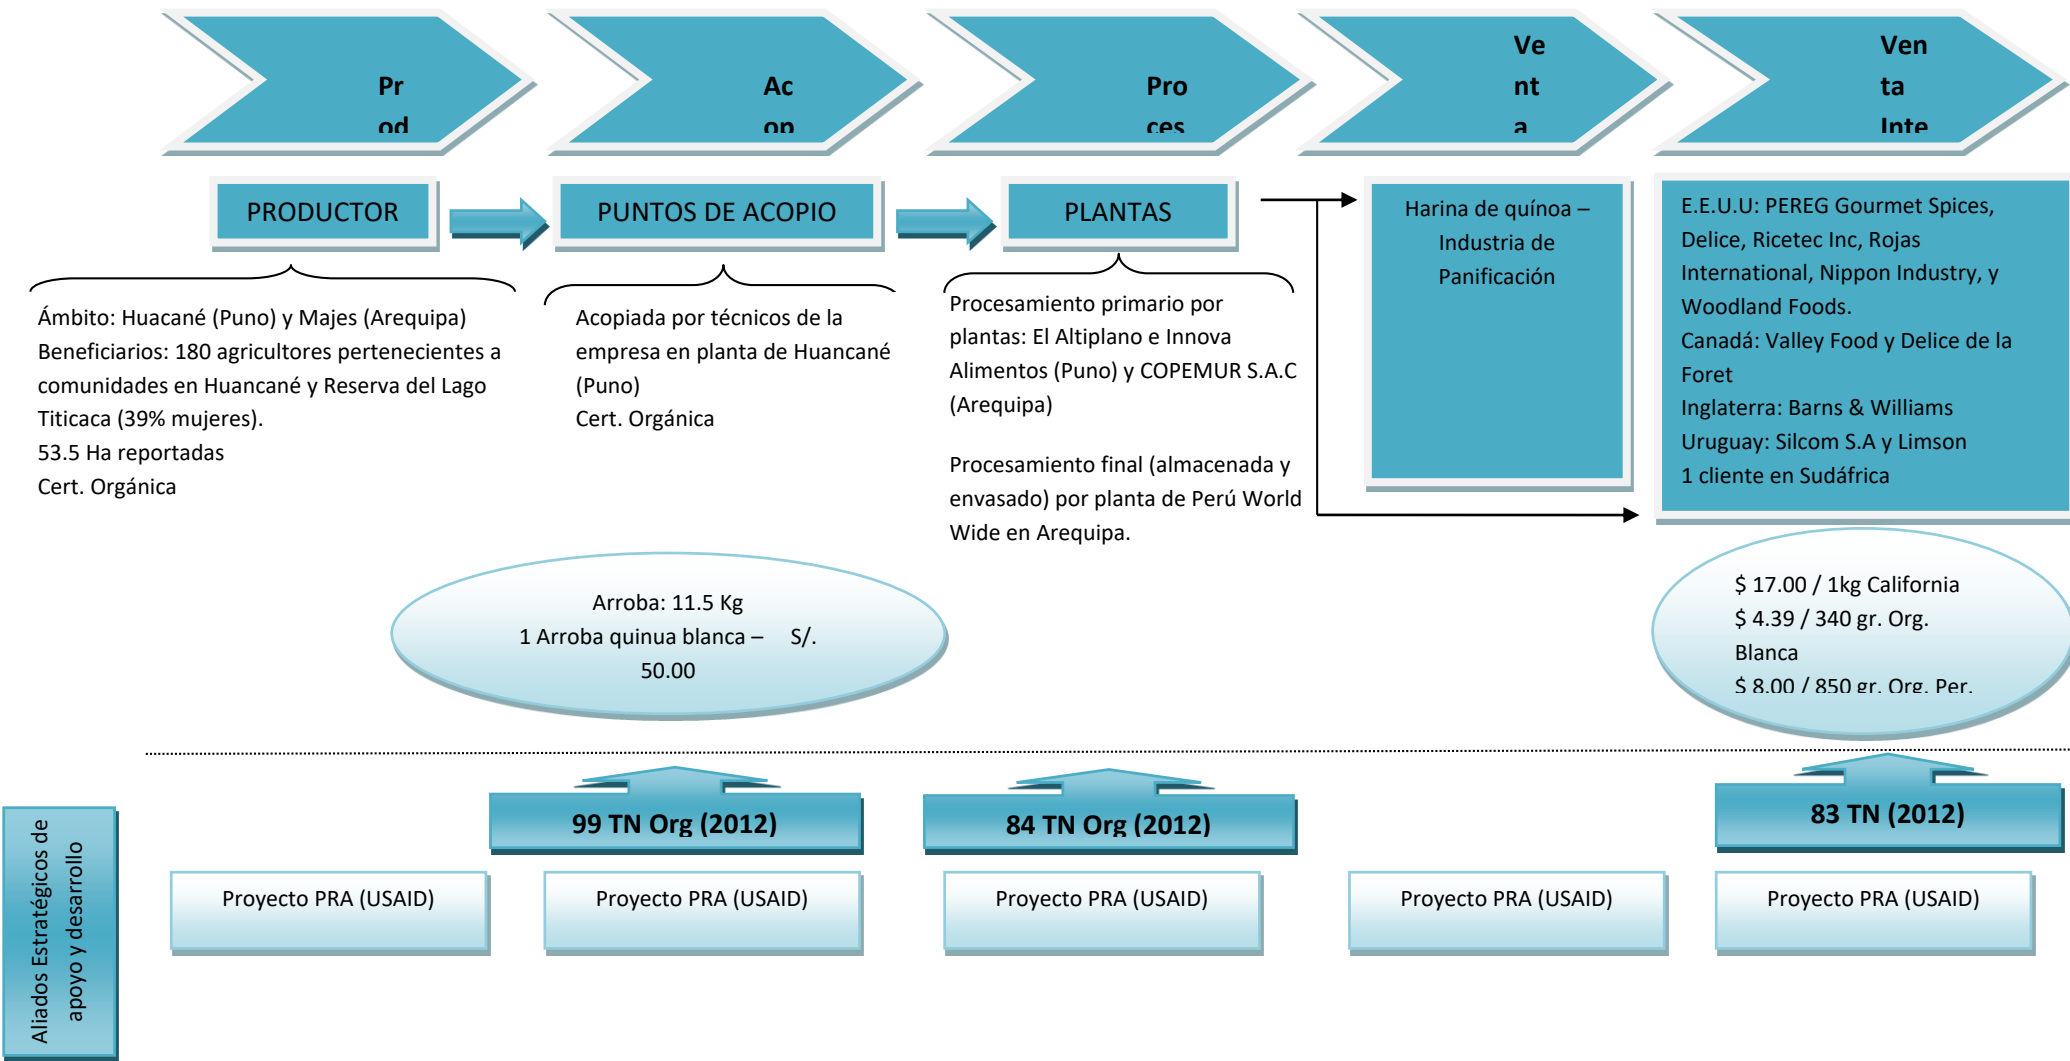 Pr
od
Ac
op
Pro
ces
Ve
nt
a
Ven
ta
Inte
PRODUCTOR
PUNTOS DE ACOPIO
PLANTAS
Harina de quínoa –
Industria de
Panificación
E.E.U.U: PEREG Gourmet Spices,
Delice, Ricetec Inc, Rojas
International, Nippon Industry, y
Woodland Foods.
Canadá: Valley Food y Delice de la
Foret
Inglaterra: Barns & Williams
Uruguay: Silcom S.A y Limson
1 cliente en Sudáfrica
Ámbito: Huacané (Puno) y Majes (Arequipa)
Beneficiarios: 180 agricultores pertenecientes a
comunidades en Huancané y Reserva del Lago
Titicaca (39% mujeres).
53.5 Ha reportadas
Cert. Orgánica
Acopiada por técnicos de la
empresa en planta de Huancané
(Puno)
Cert. Orgánica
Procesamiento primario por
plantas: El Altiplano e Innova
Alimentos (Puno) y COPEMUR S.A.C
(Arequipa)
Procesamiento final (almacenada y
envasado) por planta de Perú World
Wide en Arequipa.
Arroba: 11.5 Kg
1 Arroba quinua blanca – S/.
50.00
$ 17.00 / 1kg California
$ 4.39 / 340 gr. Org.
Blanca
$ 8.00 / 850 gr. Org. Per.
99 TN Org (2012)
84 TN Org (2012)
83 TN (2012)
Aliados Estratégicos de
apoyo y desarrollo
Proyecto PRA (USAID)
Proyecto PRA (USAID)
Proyecto PRA (USAID)
Proyecto PRA (USAID)
Proyecto PRA (USAID)